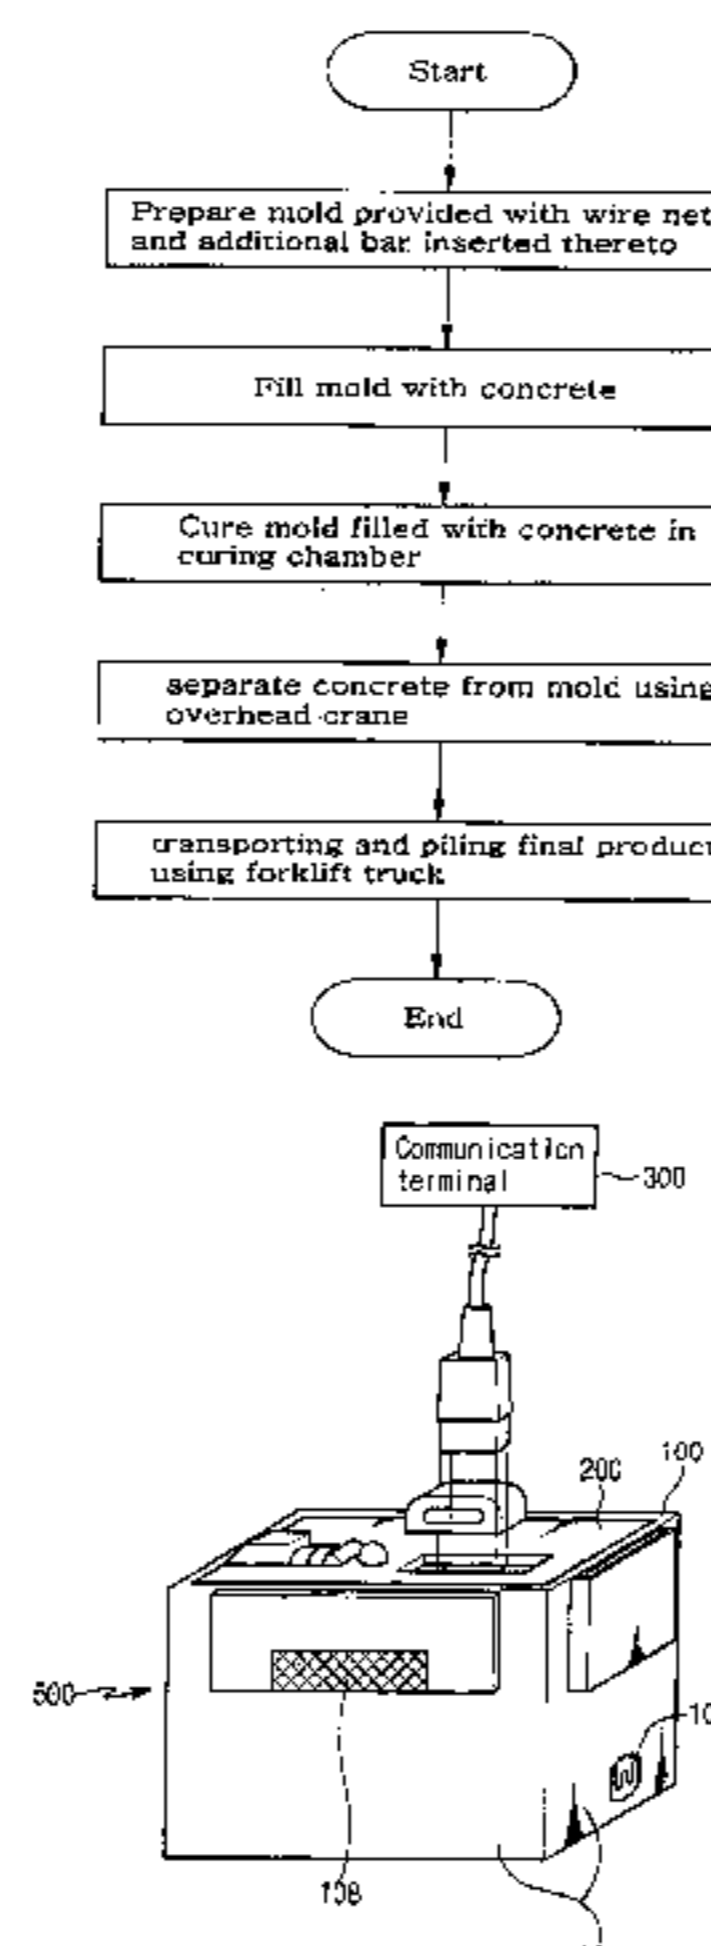 Start
Prepare mold provided with wire net
and additional bar inserted thereto
Fill mold with concrete
Cure mold filled with concrete in
curing chamber
separate concrete from mold using
overhead crane
transporting and piling final product
using forklift truck
End
Communication
terminal
300
100
200
500
108